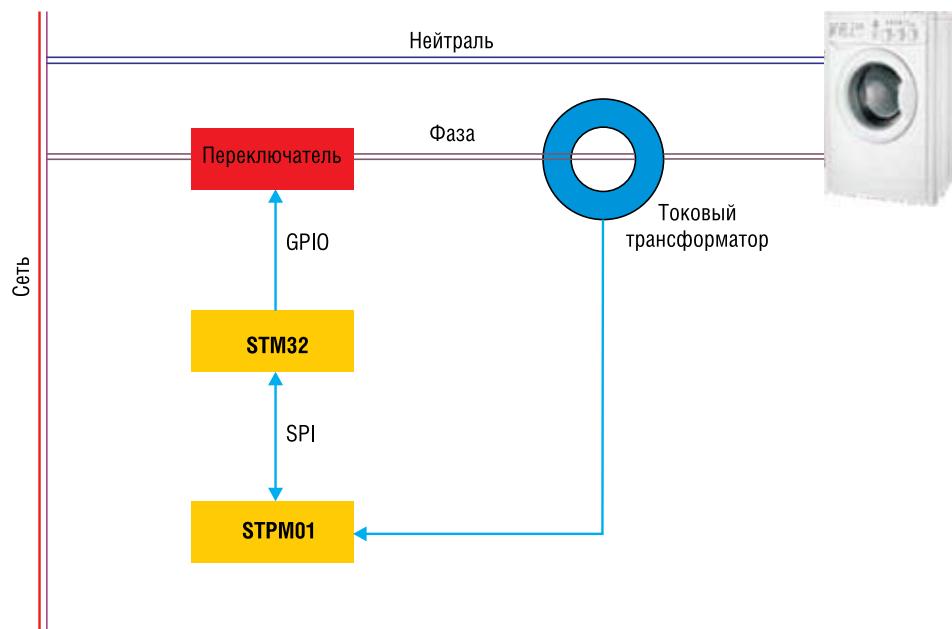 Нейтраль
Фаза
Переключатель
Токовый
трансформатор
GPIO
Сеть
STM32
SPI
STPM01